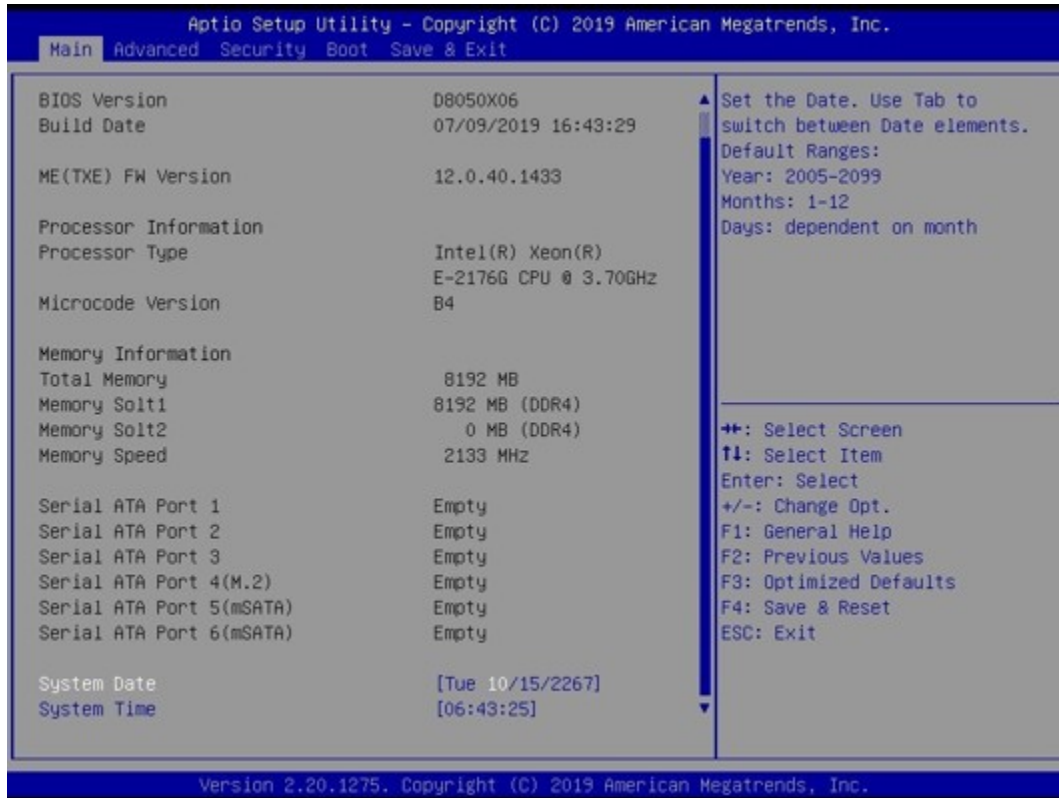 Aptio Setup Utility – Copyright (C) 2019 American Megatrends, Inc.
Main Advanced Security Boot Save & Exit
BIOS Version D8050X06
Build Date 07/09/2019 16:43:29
ME(TXE) FW Version 12.0.40.1433
Processor Information
Processor Type Intel(R) Xeon(R)
E-2176G CPU @ 3.70GHz
Microcode Version B4
Memory Information
Total Memory 8192 MB
Memory Solt1 8192 MB (DDR4)
Memory Solt2 0 MB (DDR4)
Memory Speed 2133 MHz
Serial ATA Port 1 Empty
Serial ATA Port 2 Empty
Serial ATA Port 3 Empty
Serial ATA Port 4(M.2) Empty
Serial ATA Port 5(mSATA) Empty
Serial ATA Port 6(mSATA) Empty
System Date [Tue 10/15/2267]
System Time [06:43:25]
Set the Date. Use Tab to
switch between Date elements.
Default Ranges:
Year: 2005-2099
Months: 1-12
Days: dependent on month
→←: Select Screen
↑↓: Select Item
Enter: Select
+/-: Change Opt.
F1: General Help
F2: Previous Values
F3: Optimized Defaults
F4: Save & Reset
ESC: Exit
Version 2.20.1275. Copyright (C) 2019 American Megatrends, Inc.